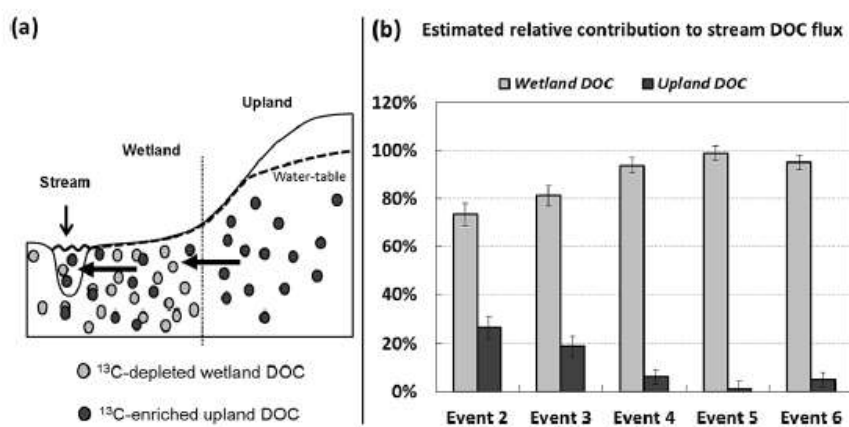 (a)
Upland
Wetland
Stream
Water-table
¹³C-depleted wetland DOC
¹³C-enriched upland DOC
(b) Estimated relative contribution to stream DOC flux
Wetland DOC Upland DOC
120%
100%
80%
60%
40%
20%
0%
Event 2 Event 3 Event 4 Event 5 Event 6